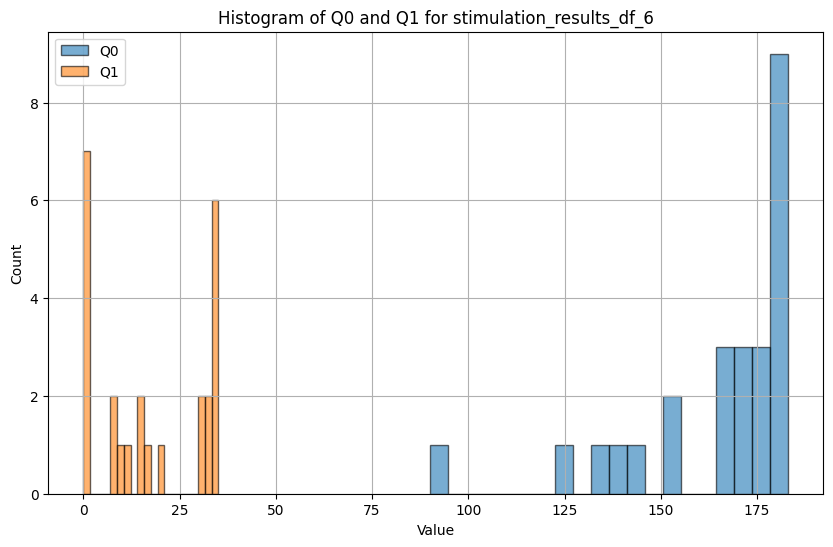 Histogram of Q0 and Q1 for stimulation_results_df_6
Q0
Q1
Count
8
6
4
2
0
0 25 50 75 100 125 150 175
Value